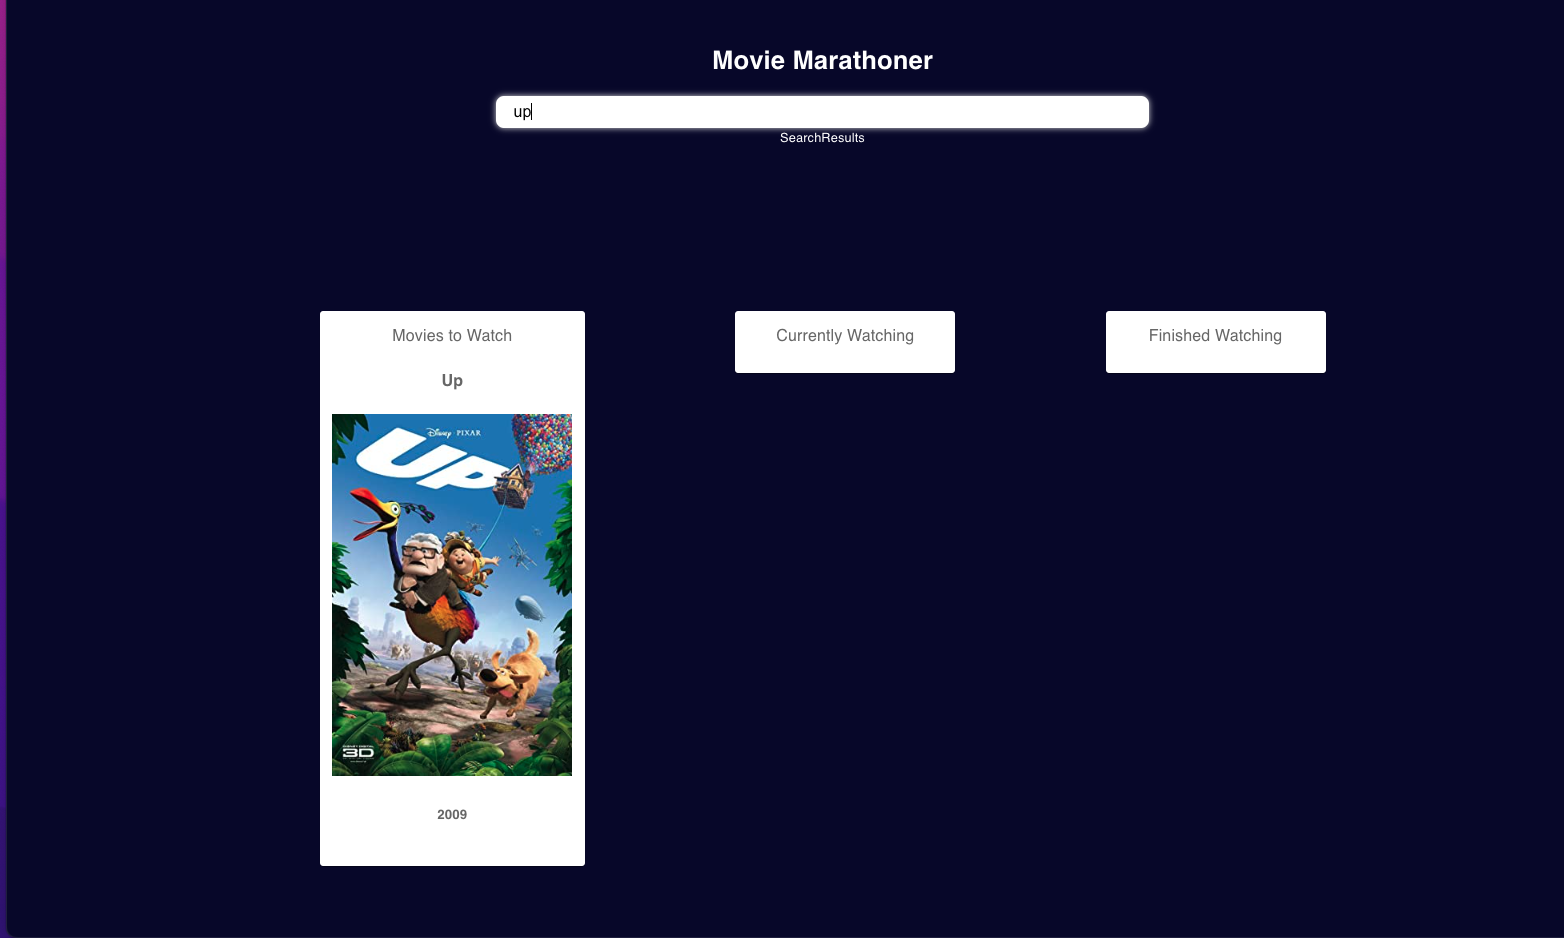 Movie Marathoner
up
SearchResults
Movies to Watch
Currently Watching
Finished Watching
Up
Disney · PIXAR
UP
3D
2009